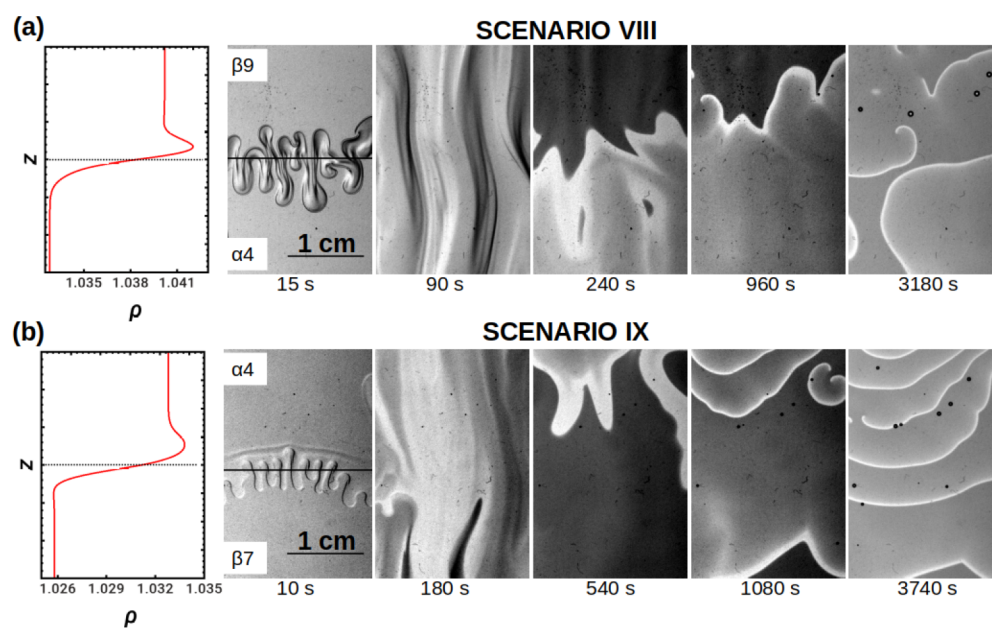 (a)
SCENARIO VIII
β9
z
α4
1 cm
1.035 1.038 1.041
ρ
15 s 90 s 240 s 960 s 3180 s
(b)
SCENARIO IX
α4
z
β7
1 cm
1.026 1.029 1.032 1.035
ρ
10 s 180 s 540 s 1080 s 3740 s